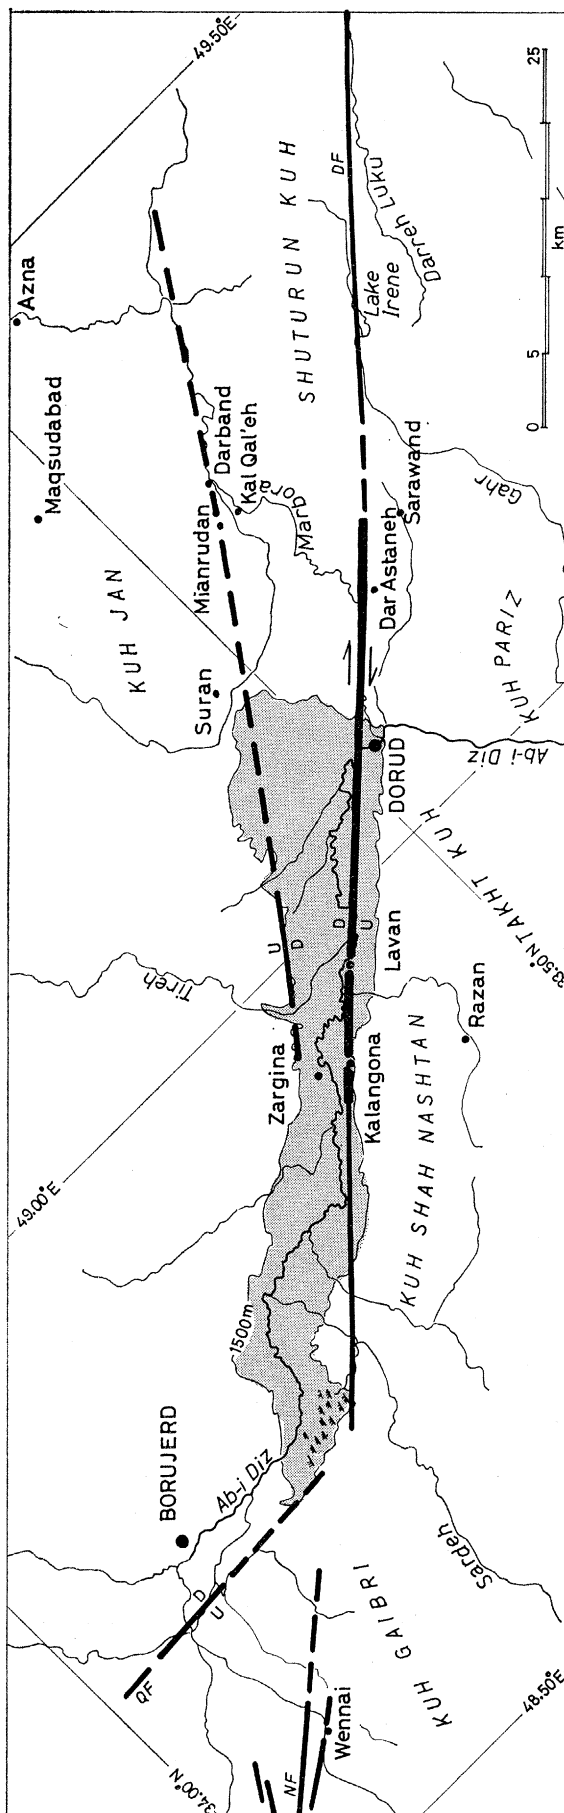 49.50°E
25
KUH
DF
Darreh LUKU
km
SHUTURUN
Lake
Irene
Azna
5
0
Maqsudabad
Darband
Kal Qal'eh
Marbora
Sarawand
Gahr
Mianrudan
Dar Astaneh
KUH JAN
KUH PARIZ
Suran
Ab-i Diz
DORUD
TAKHT KUH
33.50°N
U
D
D
U
Lavan
Tireh
Razan
Zargina
Kalangona
KUH SHAH NASHTAN
49.00°E
1500m
BORUJERD
Ab-i Diz
Sardeh
D
U
KUH GAIBRI
QF
48.50°E
Wennai
NF
34.00°N